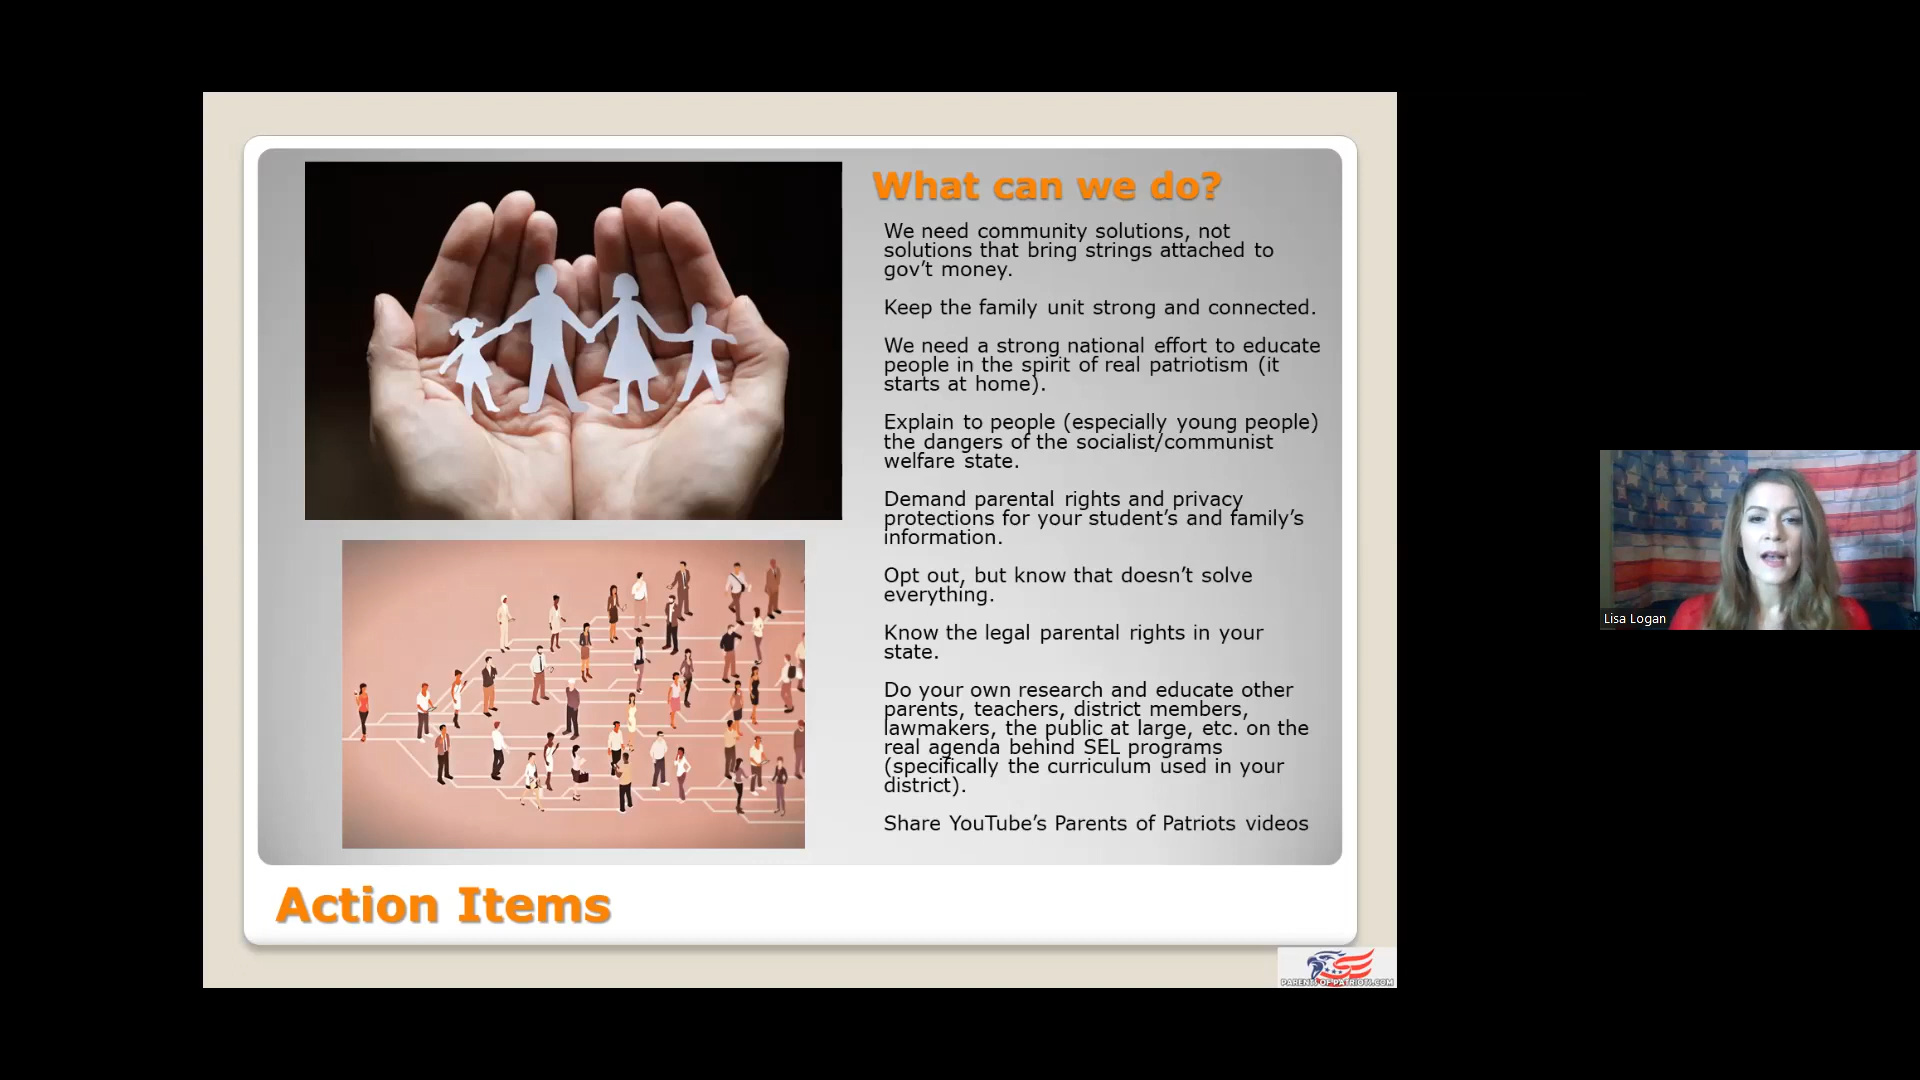 What can we do?
We need community solutions, not
solutions that bring strings attached to
gov’t money.
Keep the family unit strong and connected.
We need a strong national effort to educate
people in the spirit of real patriotism (it
starts at home).
Explain to people (especially young people)
the dangers of the socialist/communist
welfare state.
Demand parental rights and privacy
protections for your student’s and family’s
information.
Opt out, but know that doesn’t solve
everything.
Know the legal parental rights in your
state.
Do your own research and educate other
parents, teachers, district members,
lawmakers, the public at large, etc. on the
real agenda behind SEL programs
(specifically the curriculum used in your
district).
Share YouTube’s Parents of Patriots videos
Action Items
PARENTSOFPATRIOTS.COM
Lisa Logan